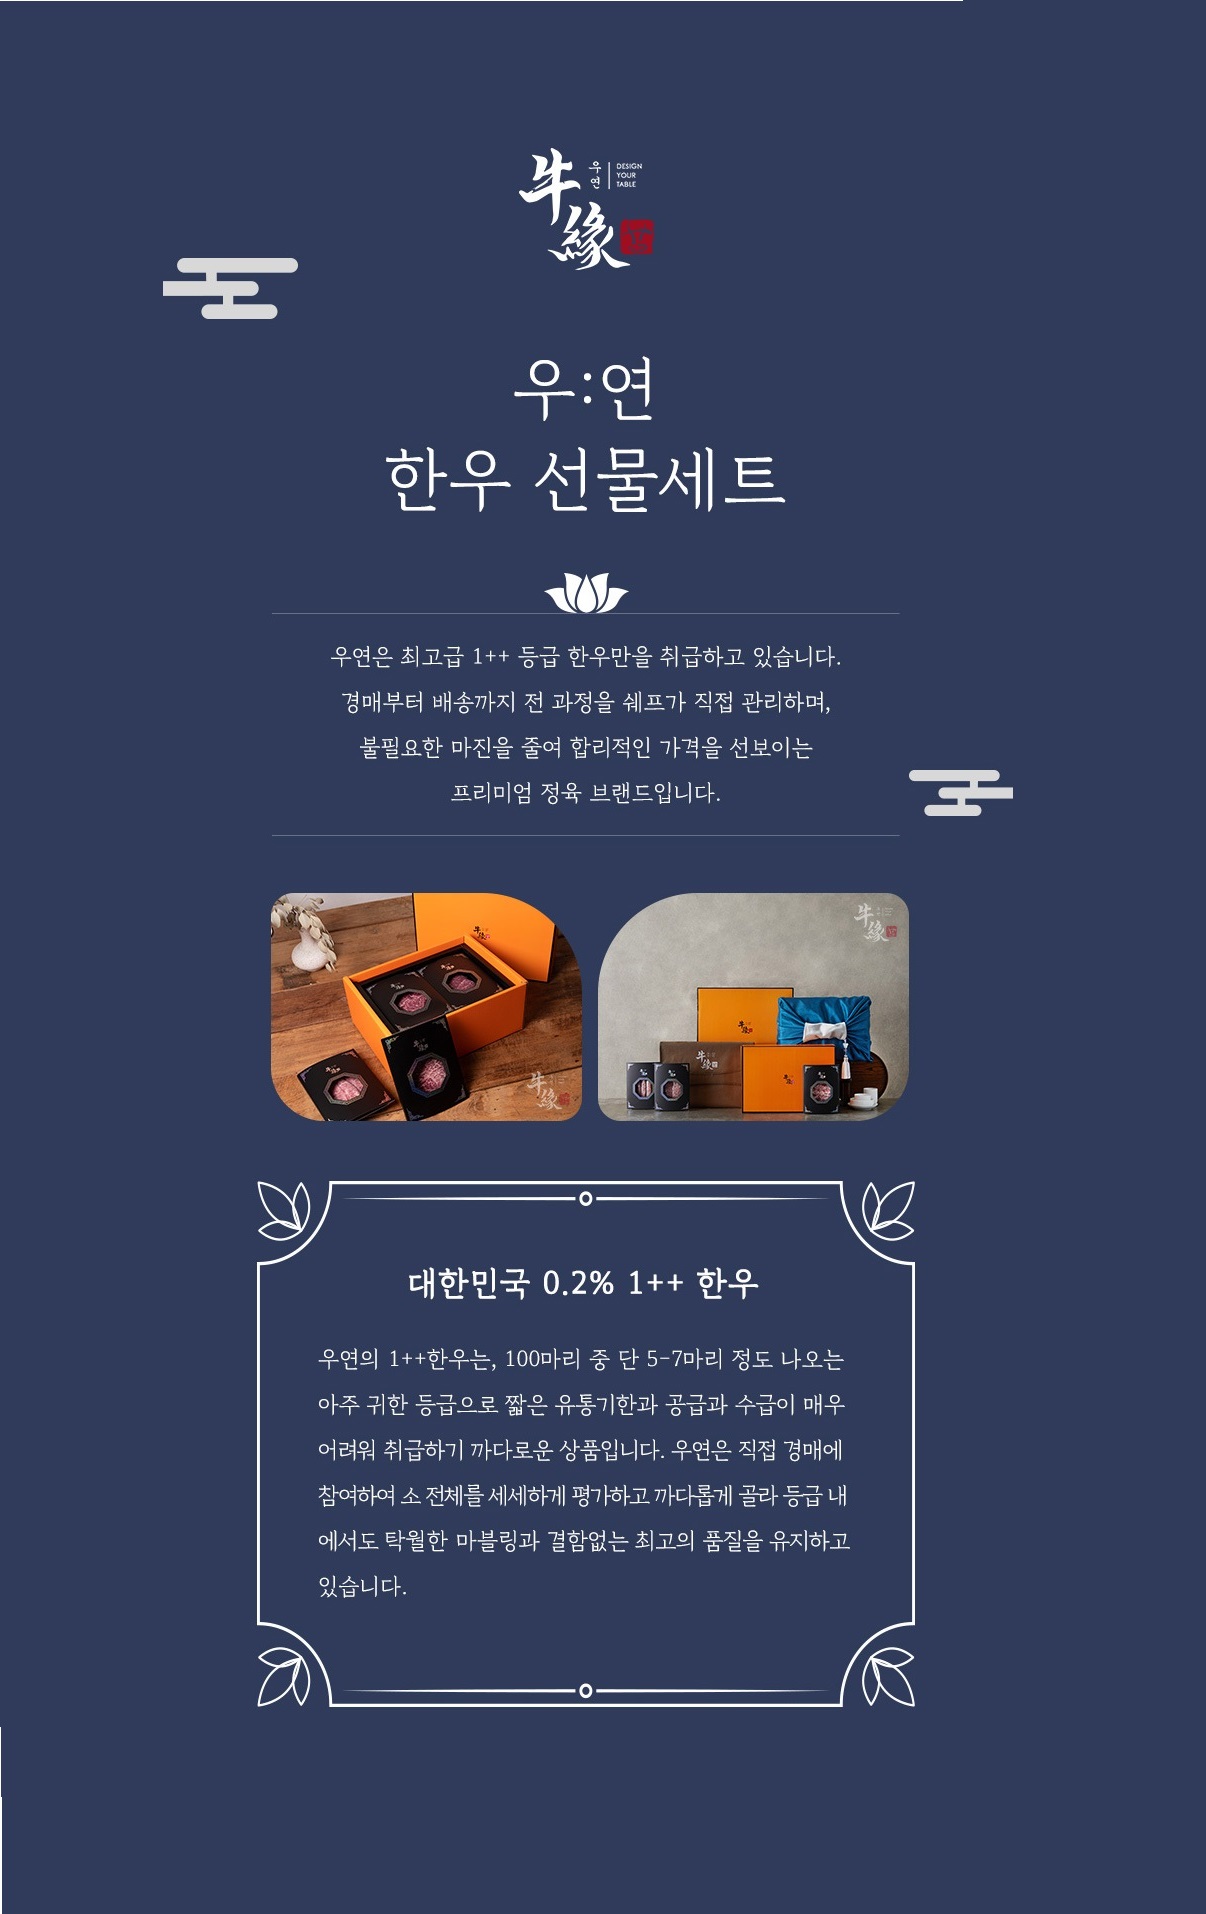 牛緣
우연
DESIGN
YOUR
TABLE
우:연
한우 선물세트
우연은 최고급 1++ 등급 한우만을 취급하고 있습니다.
경매부터 배송까지 전 과정을 쉐프가 직접 관리하며,
불필요한 마진을 줄여 합리적인 가격을 선보이는
프리미엄 정육 브랜드입니다.
牛緣
牛緣
牛緣
牛緣
牛緣
대한민국 0.2% 1++ 한우
우연의 1++한우는, 100마리 중 단 5-7마리 정도 나오는
아주 귀한 등급으로 짧은 유통기한과 공급과 수급이 매우
어려워 취급하기 까다로운 상품입니다. 우연은 직접 경매에
참여하여 소 전체를 세세하게 평가하고 까다롭게 골라 등급 내
에서도 탁월한 마블링과 결함없는 최고의 품질을 유지하고
있습니다.